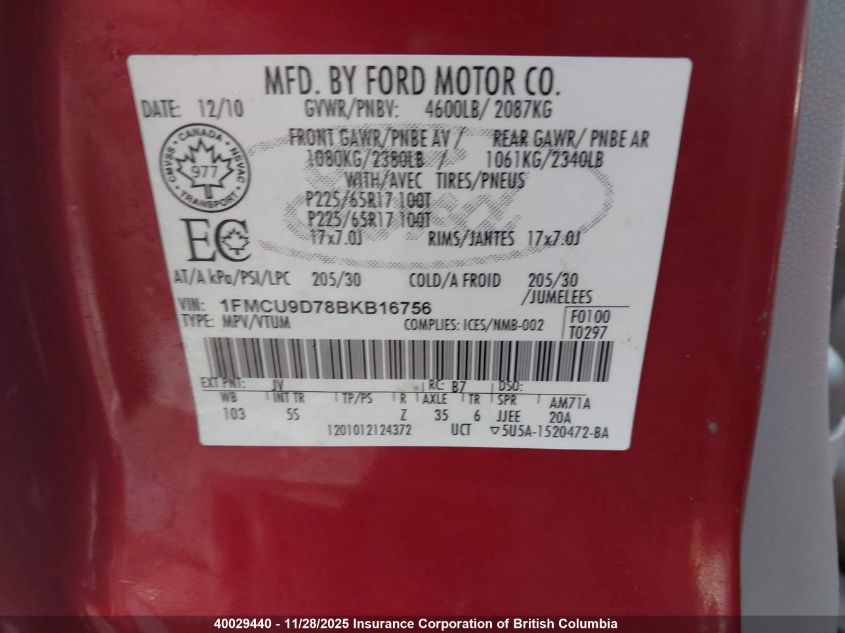 MFD. BY FORD MOTOR CO.
DATE: 12/10 GVWR/PNBV: 4600LB/ 2087KG
FRONT GAWR/PNBE AV / REAR GAWR/ PNBE AR
1080KG/2380LB / 1061KG/2340LB
WITH/AVEC TIRES/PNEUS
P225/65R17 100T
P225/65R17 100T
17x7.0J RIMS/JANTES 17x7.0J
CANADA
CMVSS NSVAC
977
TRANSPORT
EC
AT/A kPa/PSI/LPC 205/30 COLD/A FROID 205/30
/JUMELEES
VIN: 1FMCU9D78BKB16756
TYPE: MPV/VTUM COMPLIES: ICES/NMB-002
F0100
T0297
EXT PNT: JV RC: B7 DSO:
WB INT TR TP/PS R AXLE TR SPR AM71A
103 5S Z 35 6 JJEE 20A
1201012124372 UCT ▽5U5A-1520472-BA
40029440 - 11/28/2025 Insurance Corporation of British Columbia